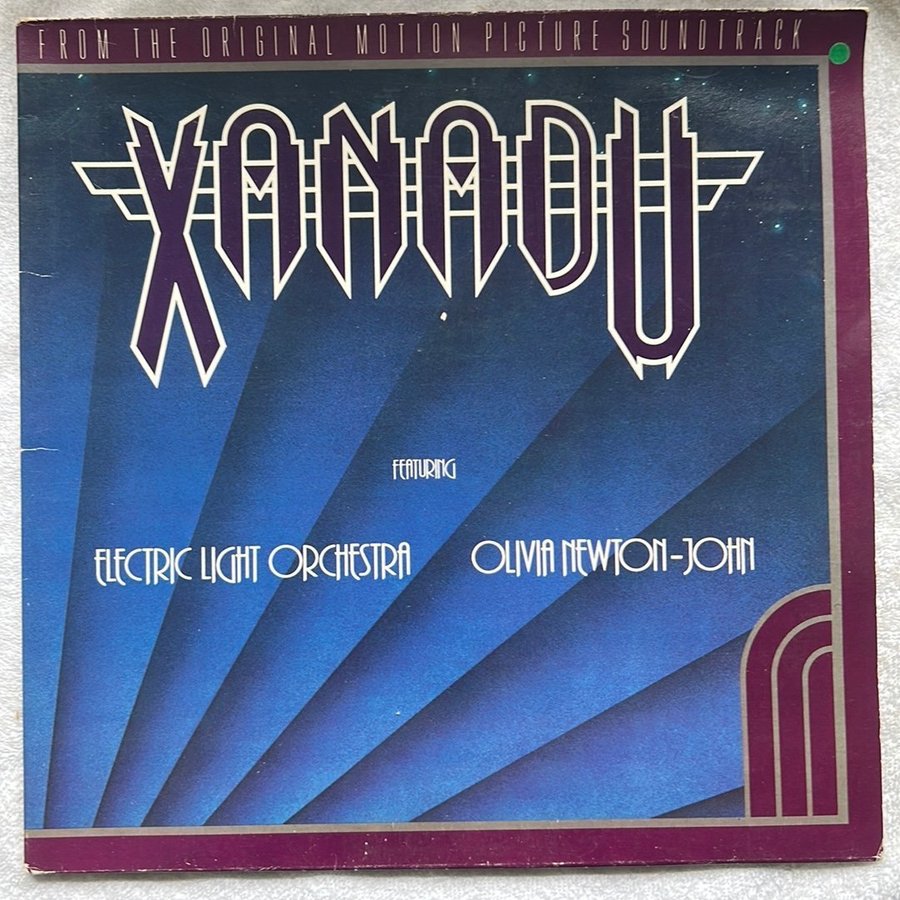 FROM THE ORIGINAL MOTION PICTURE SOUNDTRACK
XANADU
FEATURING
ELECTRIC LIGHT ORCHESTRA OLIVIA NEWTON-JOHN